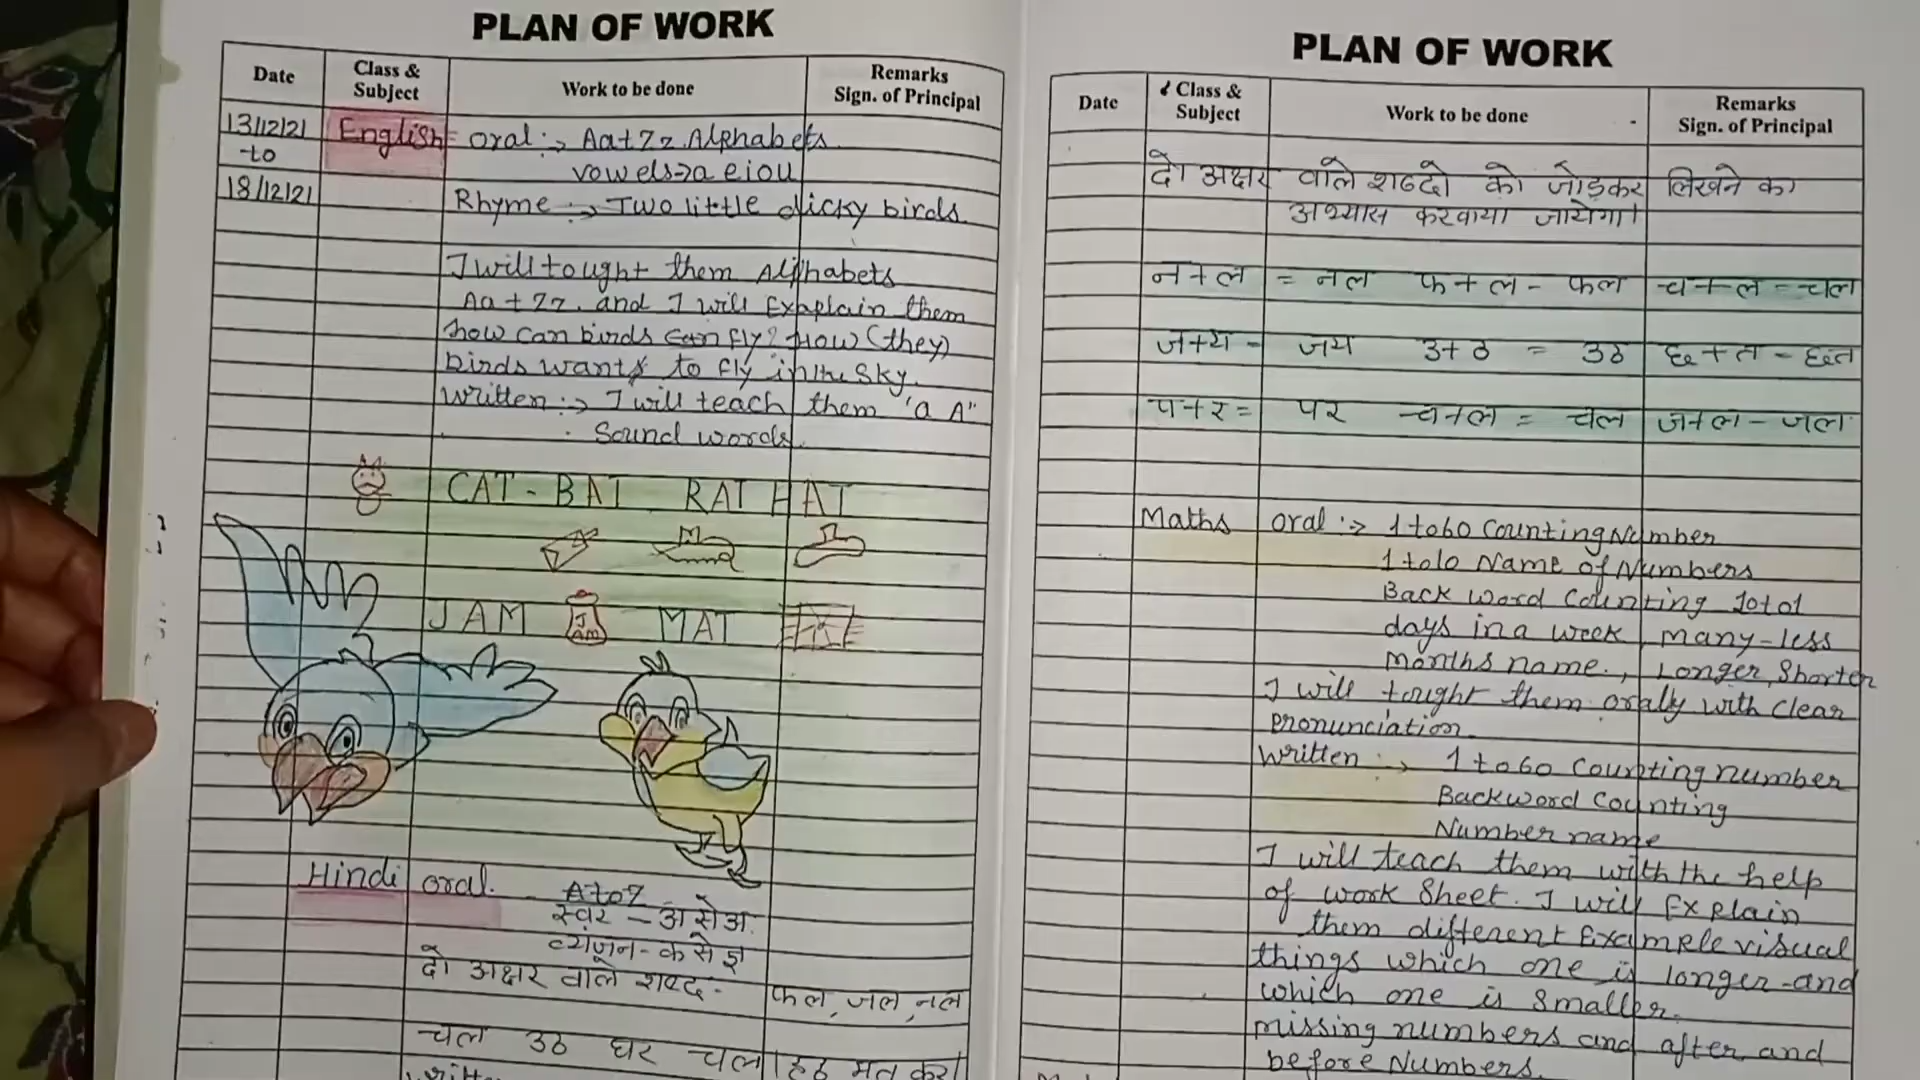 PLAN OF WORK
Date Class & Subject Work to be done Remarks Sign. of Principal
13/12/21 English oral :-> Aa+Zz Alphabets
to vowels->a e i o u
18/12/21 Rhyme :-> Two little dicky birds
I will tought them Alphabets
Aa + Zz. and I will Explain them
how can birds can fly? How (they)
birds wants to fly in the Sky.
Written :-> I will teach them 'a A"
Sound words.
CAT - BAT RAT HAT
JAM JAM MAT
Hindi oral. - A to Z
स्वर - अ से अ:
व्यंजन - क से ज्ञ
दो अक्षर वाले शब्द - फल, जल, नल
चल उठ घर चल । हठ मत कर।
PLAN OF WORK
Date Class & Subject Work to be done Remarks Sign. of Principal
दो अक्षर वाले शब्दो को जोड़कर लिखने का
अभ्यास करवाया जायेगा।
न+ल = नल फ+ल - फल च+ल = चल
ज+य - जय उ+ठ = उठ छ+त - छत
प+र = पर च+ल = चल ज+ल - जल
Maths oral :-> 1 to 60 Counting Number
1 to 10 Name of Numbers
Back word Counting 10 to 1
days in a week, many-less
Months name., Longer, Shorter
I will tought them orally with clear
Pronunciation.
Written :-> 1 to 60 Counting number
Backword Counting
Number name
I will teach them with the help
of work Sheet. I will Explain
them different Example visual
things which one is longer and
which one is Smaller.
missing numbers and after and
before Numbers.